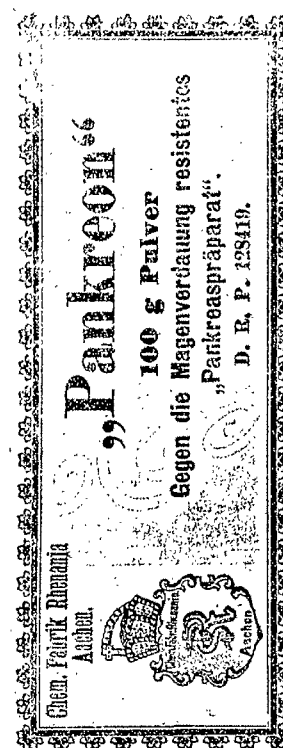 Chem. Fabrik Rhenania
Aachen.
Aachen
„Pankreon“
100 g Pulver
Gegen die Magenverdauung resistentes
„Pankreaspräparat“.
D. R. P. 128419.